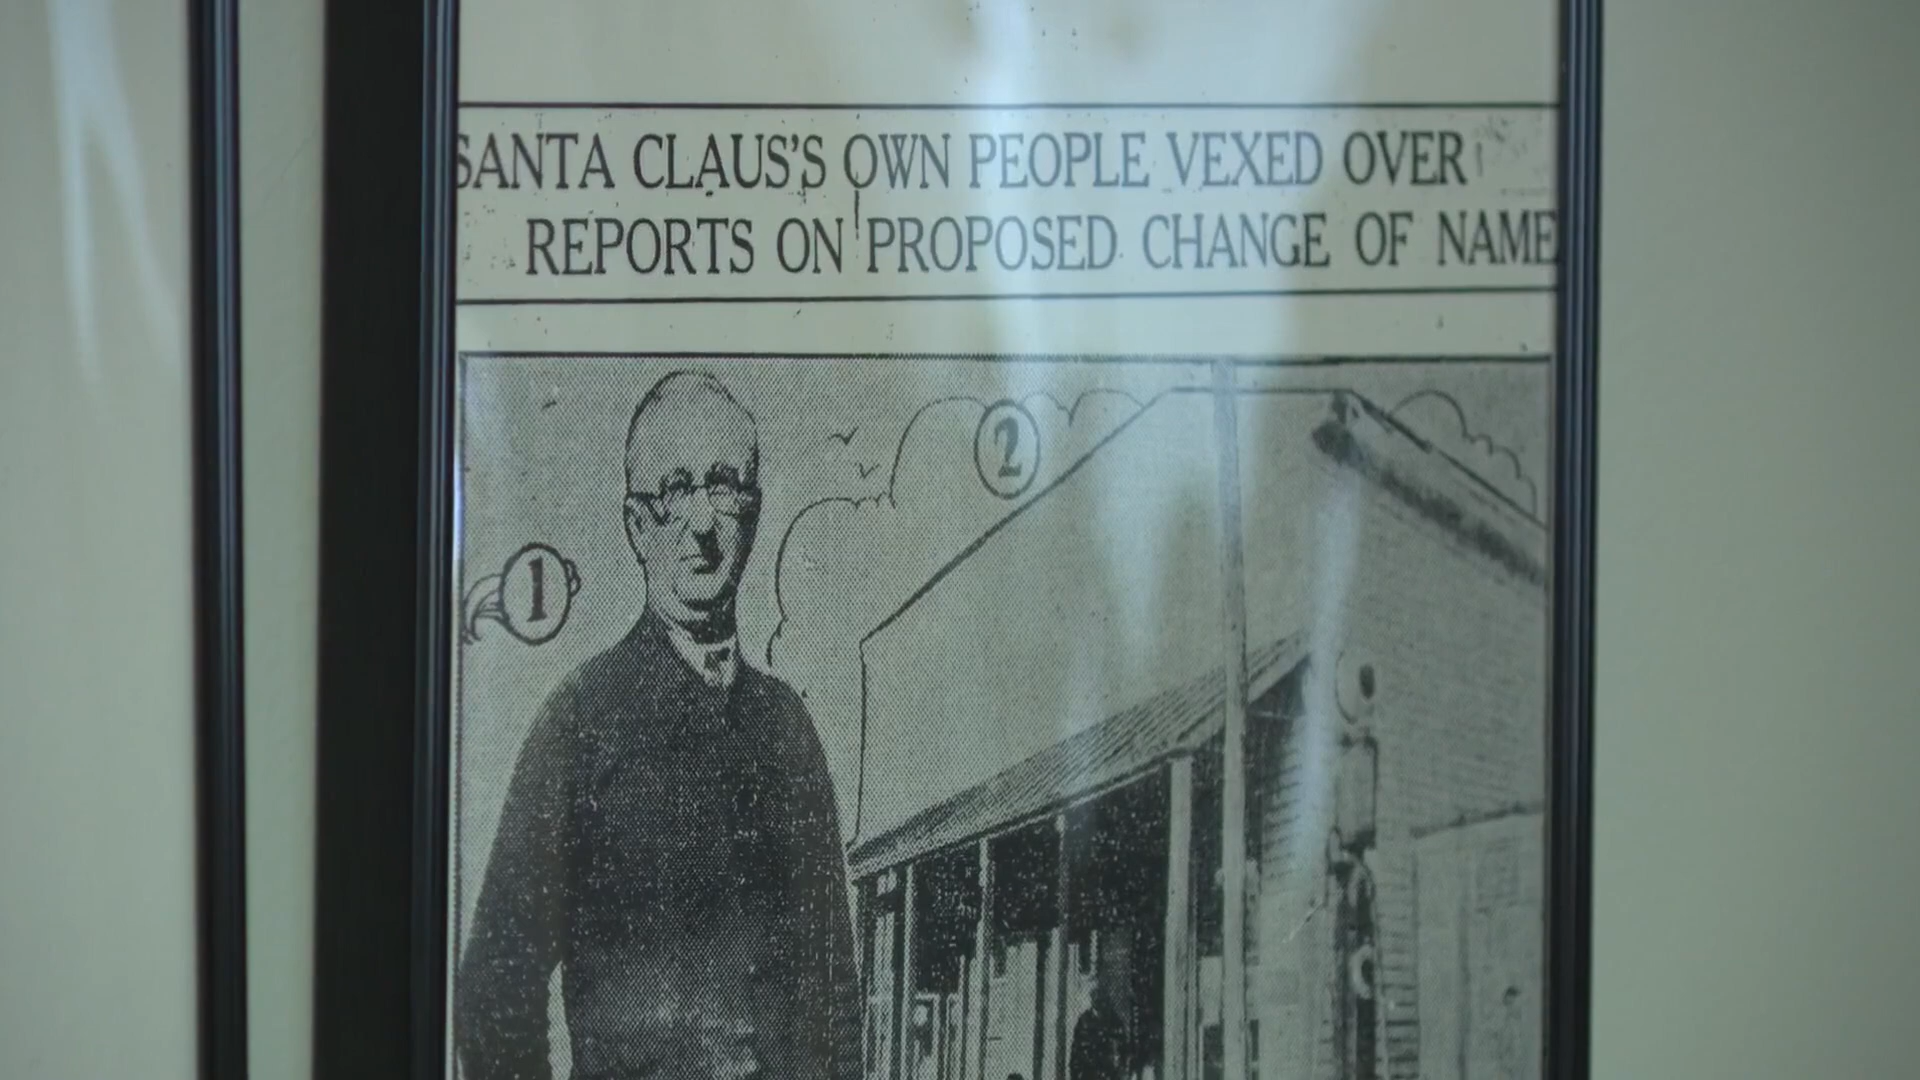 SANTA CLAUS'S OWN PEOPLE VEXED OVER
REPORTS ON PROPOSED CHANGE OF NAME
1
2